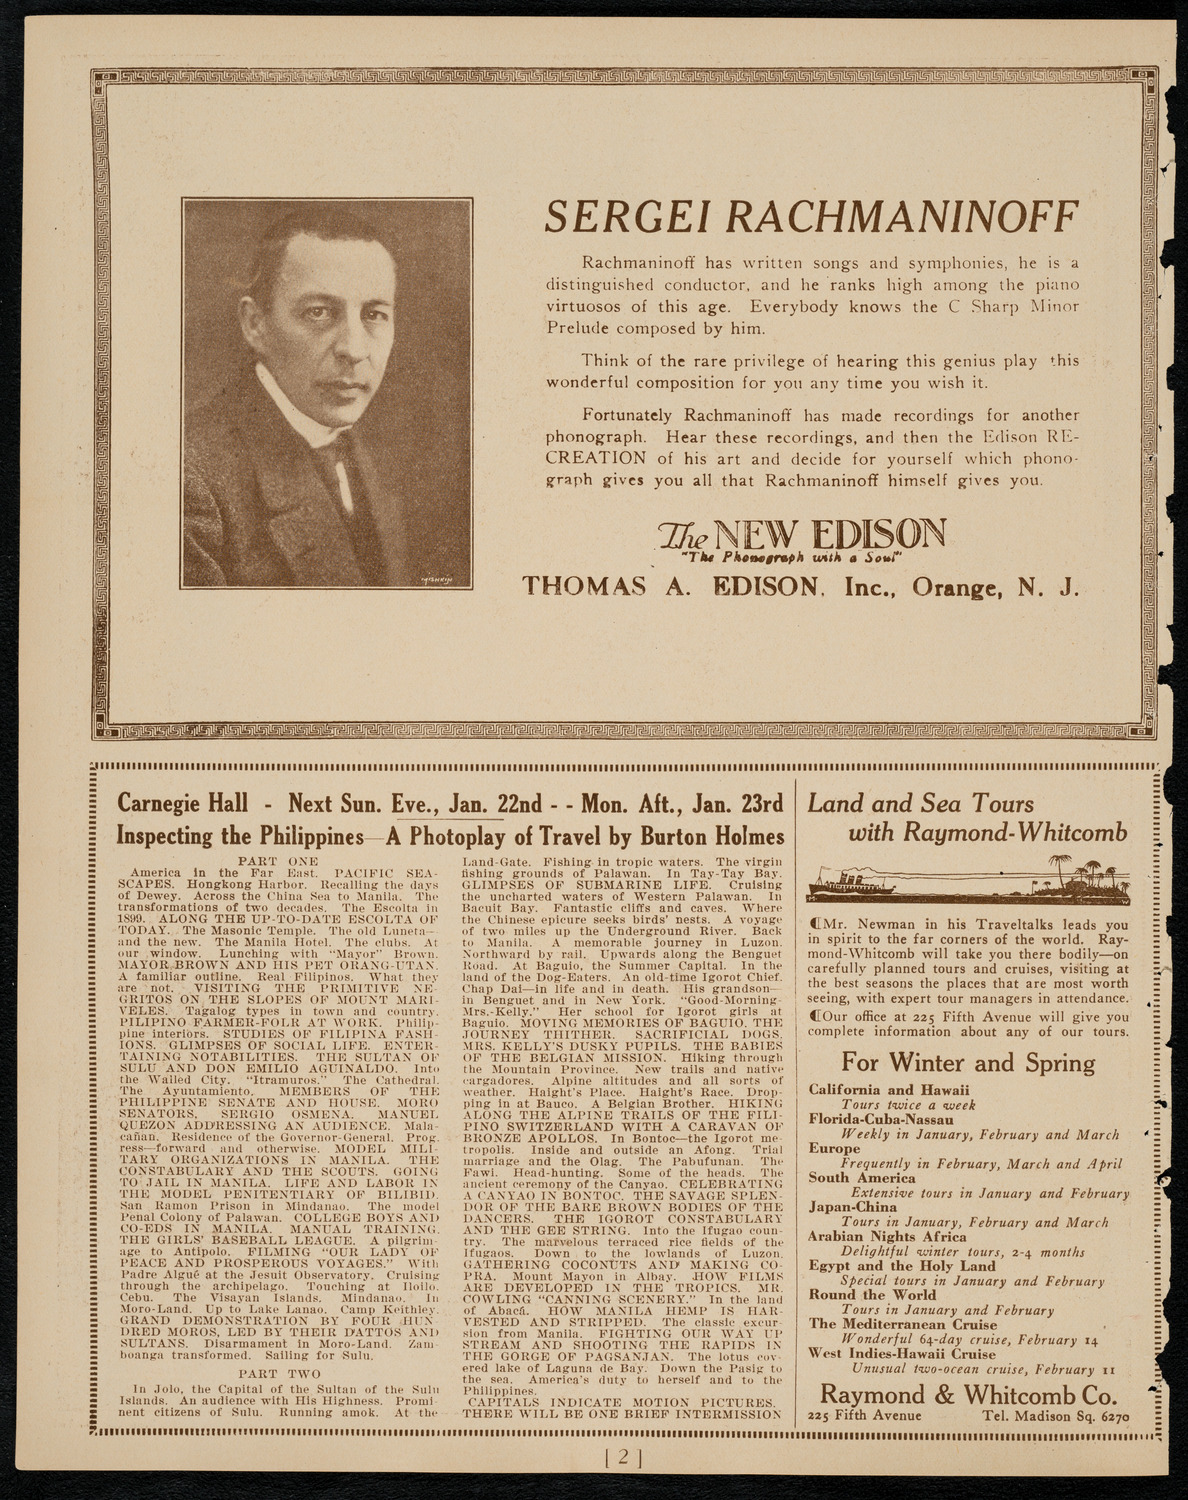 SERGEI RACHMANINOFF
Rachmaninoff has written songs and symphonies, he is a
distinguished conductor, and he ranks high among the piano
virtuosos of this age. Everybody knows the C Sharp Minor
Prelude composed by him.
Think of the rare privilege of hearing this genius play this
wonderful composition for you any time you wish it.
Fortunately Rachmaninoff has made recordings for another
phonograph. Hear these recordings, and then the Edison RE-
CREATION of his art and decide for yourself which phono-
graph gives you all that Rachmaninoff himself gives you.
The NEW EDISON
"The Phonograph with a Soul"
THOMAS A. EDISON, Inc., Orange, N. J.
MISHKIN
Carnegie Hall - Next Sun. Eve., Jan. 22nd - - Mon. Aft., Jan. 23rd
Inspecting the Philippines—A Photoplay of Travel by Burton Holmes
PART ONE
America in the Far East. PACIFIC SEA-
SCAPES. Hongkong Harbor. Recalling the days
of Dewey. Across the China Sea to Manila. The
transformations of two decades. The Escolta in
1899. ALONG THE UP-TO-DATE ESCOLTA OF
TODAY. The Masonic Temple. The old Luneta—
and the new. The Manila Hotel. The clubs. At
our window. Lunching with "Mayor" Brown.
MAYOR BROWN AND HIS PET ORANG-UTAN.
A familiar outline. Real Filipinos. What they
are not. VISITING THE PRIMITIVE NE-
GRITOS ON THE SLOPES OF MOUNT MARI-
VELES. Tagalog types in town and country.
PILIPINO FARMER-FOLR AT WORK. Philip-
pine interiors. STUDIES OF FILIPINA FASH-
IONS. GLIMPSES OF SOCIAL LIFE. ENTER-
TAINING NOTABILITIES. THE SULTAN OF
SULU AND DON EMILIO AGUINALDO. Into
the Walled City. "Itramuros." The Cathedral.
The Ayuntamiento. MEMBERS OF THE
PHILIPPINE SENATE AND HOUSE. MORO
SENATORS. SERGIO OSMENA. MANUEL
QUEZON ADDRESSING AN AUDIENCE. Mala-
cañan. Residence of the Governor-General. Prog.
ress—forward and otherwise. MODEL MILI-
TARY ORGANIZATIONS IN MANILA. THE
CONSTABULARY AND THE SCOUTS. GOING
TO JAIL IN MANILA. LIFE AND LABOR IN
THE MODEL PENITENTIARY OF BILIBID.
San Ramon Prison in Mindanao. The model
Penal Colony of Palawan. COLLEGE BOYS AND
CO-EDS IN MANILA. MANUAL TRAINING.
THE GIRLS' BASEBALL LEAGUE. A pilgrim-
age to Antipolo. FILMING "OUR LADY OF
PEACE AND PROSPEROUS VOYAGES." With
Padre Algué at the Jesuit Observatory. Cruising
through the archipelago. Touching at Iloilo.
Cebu. The Visayan Islands. Mindanao. In
Moro-Land. Up to Lake Lanao. Camp Keithley.
GRAND DEMONSTRATION BY FOUR HUN-
DRED MOROS, LED BY THEIR DATTOS AND
SULTANS. Disarmament in Moro-Land. Zam-
boanga transformed. Sailing for Sulu.
PART TWO
In Jolo, the Capital of the Sultan of the Sulu
Islands. An audience with His Highness. Promi-
nent citizens of Sulu. Running amok. At the
Land-Gate. Fishing in tropic waters. The virgin
fishing grounds of Palawan. In Tay-Tay Bay.
GLIMPSES OF SUBMARINE LIFE. Cruising
the uncharted waters of Western Palawan. In
Bacuit Bay. Fantastic cliffs and caves. Where
the Chinese epicure seeks birds' nests. A voyage
of two miles up the Underground River. Back
to Manila. A memorable journey in Luzon.
Northward by rail. Upwards along the Benguet
Road. At Baguio, the Summer Capital. In the
land of the Dog-Eaters. An old-time Igorot Chief.
Chap Dai—in life and in death. His grandson—
in Benguet and in New York. "Good-Morning-
Mrs.-Kelly." Her school for Igorot girls at
Baguio. MOVING MEMORIES OF BAGUIO. THE
JOURNEY THITHER. SACRIFICIAL DOGS.
MRS. KELLY'S DUSKY PUPILS. THE BABIES
OF THE BELGIAN MISSION. Hiking through
the Mountain Province. New trails and native
cargadores. Alpine altitudes and all sorts of
weather. Haight's Place. Haight's Race. Drop-
ping in at Bauco. A Belgian Brother. HIKING
ALONG THE ALPINE TRAILS OF THE FILI-
PINO SWITZERLAND WITH A CARAVAN OF
BRONZE APOLLOS. In Bontoc—the Igorot me-
tropolis. Inside and outside an Afong. Trial
marriage and the Olag. The Pabufunan. The
Fawi. Head-hunting. Some of the heads. The
ancient ceremony of the Canyao. CELEBRATING
A CANYAO IN BONTOC. THE SAVAGE SPLEN-
DOR OF THE BARE BROWN BODIES OF THE
DANCERS. THE IGOROT CONSTABULARY
AND THE GEE STRING. Into the Ifugao coun-
try. The marvelous terraced rice fields of the
Ifugaos. Down to the lowlands of Luzon.
GATHERING COCONUTS AND MAKING CO-
PRA. Mount Mayon in Albay. HOW FILMS
ARE DEVELOPED IN THE TROPICS. MR.
COWLING "CANNING SCENERY." In the land
of Abacá. HOW MANILA HEMP IS HAR-
VESTED AND STRIPPED. The classic excur-
sion from Manila. FIGHTING OUR WAY UP
STREAM AND SHOOTING THE RAPIDS IN
THE GORGE OF PAGSANJAN. The lotus cov-
ered lake of Laguna de Bay. Down the Pasig to
the sea. America's duty to herself and to the
Philippines.
CAPITALS INDICATE MOTION PICTURES.
THERE WILL BE ONE BRIEF INTERMISSION
Land and Sea Tours
with Raymond-Whitcomb
¶Mr. Newman in his Traveltalks leads you
in spirit to the far corners of the world. Ray-
mond-Whitcomb will take you there bodily—on
carefully planned tours and cruises, visiting at
the best seasons the places that are most worth
seeing, with expert tour managers in attendance.
¶Our office at 225 Fifth Avenue will give you
complete information about any of our tours.
For Winter and Spring
California and Hawaii
Tours twice a week
Florida-Cuba-Nassau
Weekly in January, February and March
Europe
Frequently in February, March and April
South America
Extensive tours in January and February
Japan-China
Tours in January, February and March
Arabian Nights Africa
Delightful winter tours, 2-4 months
Egypt and the Holy Land
Special tours in January and February
Round the World
Tours in January and February
The Mediterranean Cruise
Wonderful 64-day cruise, February 14
West Indies-Hawaii Cruise
Unusual two-ocean cruise, February 11
Raymond & Whitcomb Co.
225 Fifth Avenue Tel. Madison Sq. 6270
[ 2 ]